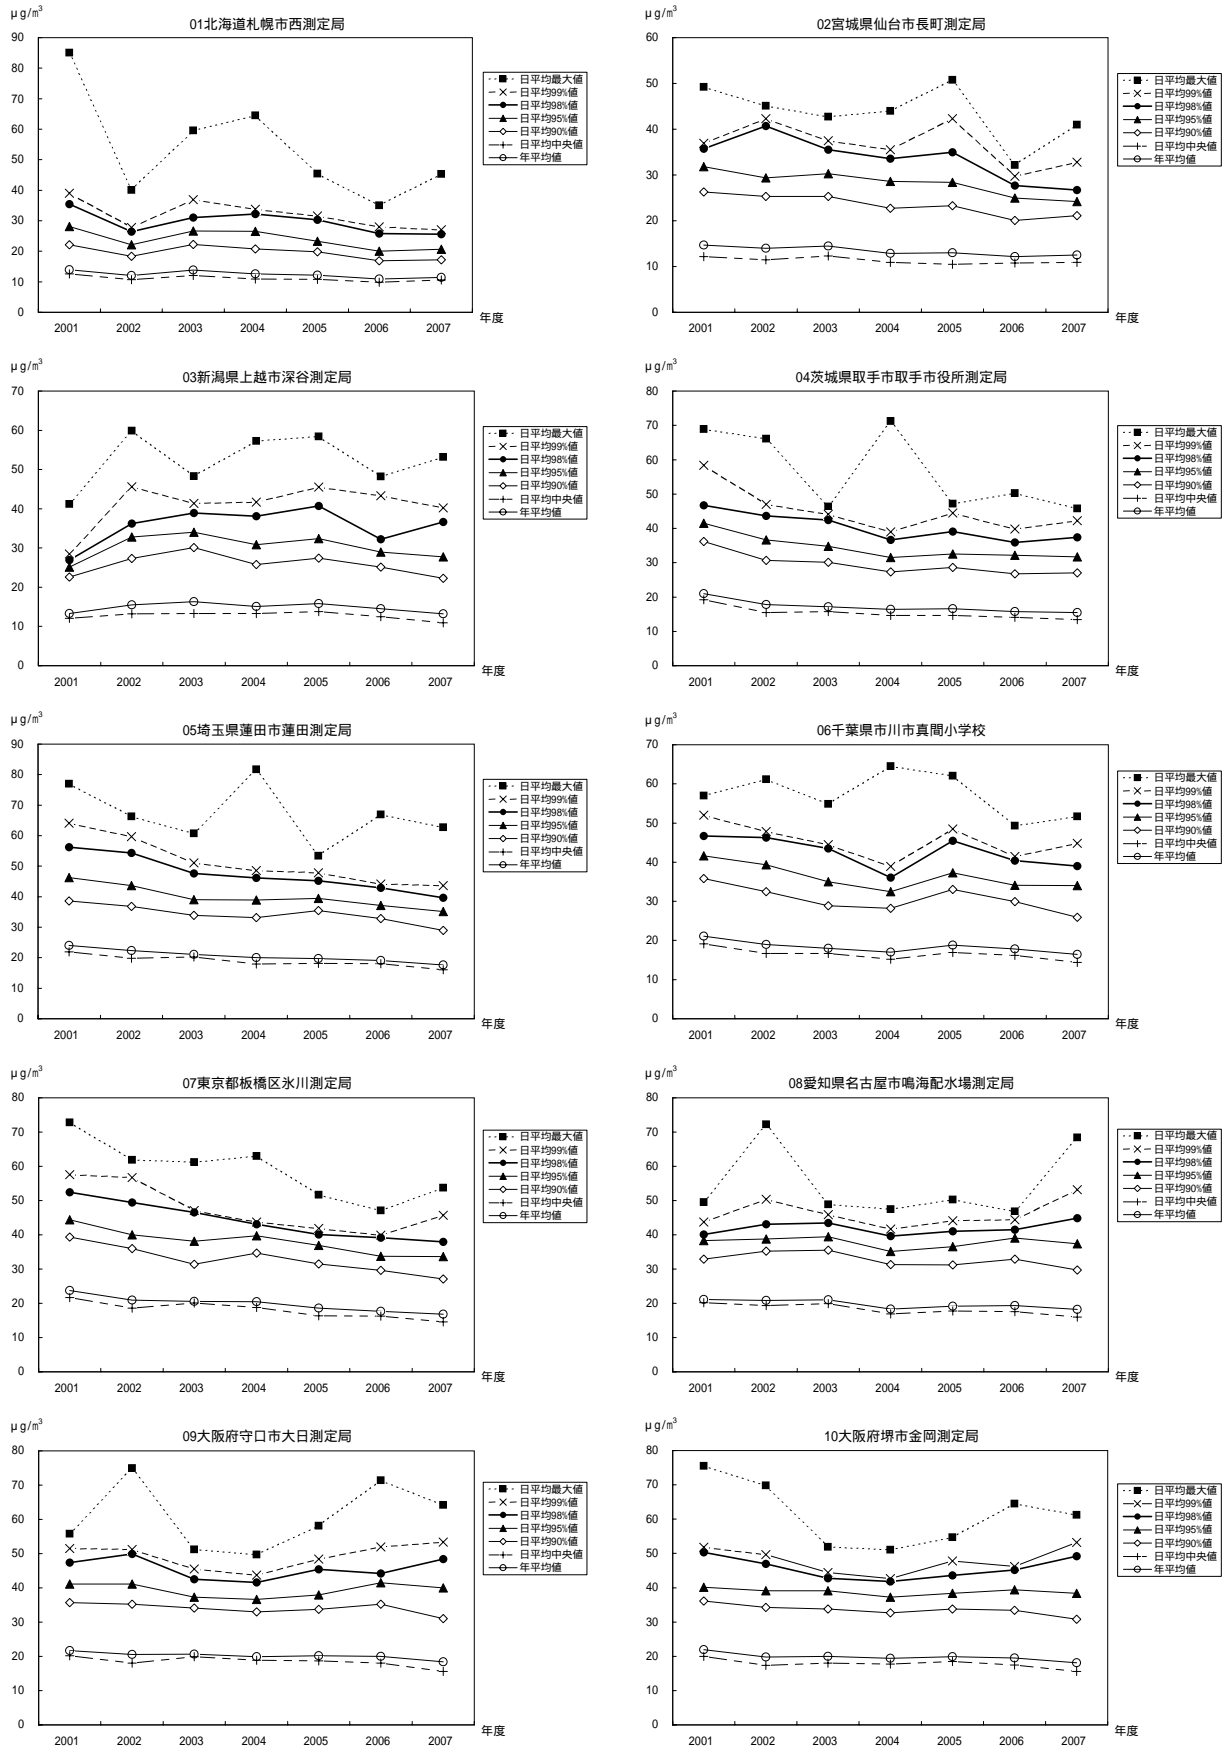 μg/m³
01北海道札幌市西測定局
90
80
70
60
50
40
30
20
10
0
2001 2002 2003 2004 2005 2006 2007
年度
日平均最大値
日平均99%値
日平均98%値
日平均95%値
日平均90%値
日平均中央値
年平均値
μg/m³
02宮城県仙台市長町測定局
60
50
40
30
20
10
0
2001 2002 2003 2004 2005 2006 2007
年度
日平均最大値
日平均99%値
日平均98%値
日平均95%値
日平均90%値
日平均中央値
年平均値
μg/m³
03新潟県上越市深谷測定局
70
60
50
40
30
20
10
0
2001 2002 2003 2004 2005 2006 2007
年度
日平均最大値
日平均99%値
日平均98%値
日平均95%値
日平均90%値
日平均中央値
年平均値
μg/m³
04茨城県取手市取手市役所測定局
80
70
60
50
40
30
20
10
0
2001 2002 2003 2004 2005 2006 2007
年度
日平均最大値
日平均99%値
日平均98%値
日平均95%値
日平均90%値
日平均中央値
年平均値
μg/m³
05埼玉県蓮田市蓮田測定局
90
80
70
60
50
40
30
20
10
0
2001 2002 2003 2004 2005 2006 2007
年度
日平均最大値
日平均99%値
日平均98%値
日平均95%値
日平均90%値
日平均中央値
年平均値
μg/m³
06千葉県市川市真間小学校
70
60
50
40
30
20
10
0
2001 2002 2003 2004 2005 2006 2007
年度
日平均最大値
日平均99%値
日平均98%値
日平均95%値
日平均90%値
日平均中央値
年平均値
μg/m³
07東京都板橋区氷川測定局
80
70
60
50
40
30
20
10
0
2001 2002 2003 2004 2005 2006 2007
年度
日平均最大値
日平均99%値
日平均98%値
日平均95%値
日平均90%値
日平均中央値
年平均値
μg/m³
08愛知県名古屋市鳴海配水場測定局
80
70
60
50
40
30
20
10
0
2001 2002 2003 2004 2005 2006 2007
年度
日平均最大値
日平均99%値
日平均98%値
日平均95%値
日平均90%値
日平均中央値
年平均値
μg/m³
09大阪府守口市大日測定局
80
70
60
50
40
30
20
10
0
2001 2002 2003 2004 2005 2006 2007
年度
日平均最大値
日平均99%値
日平均98%値
日平均95%値
日平均90%値
日平均中央値
年平均値
μg/m³
10大阪府堺市金岡測定局
80
70
60
50
40
30
20
10
0
2001 2002 2003 2004 2005 2006 2007
年度
日平均最大値
日平均99%値
日平均98%値
日平均95%値
日平均90%値
日平均中央値
年平均値